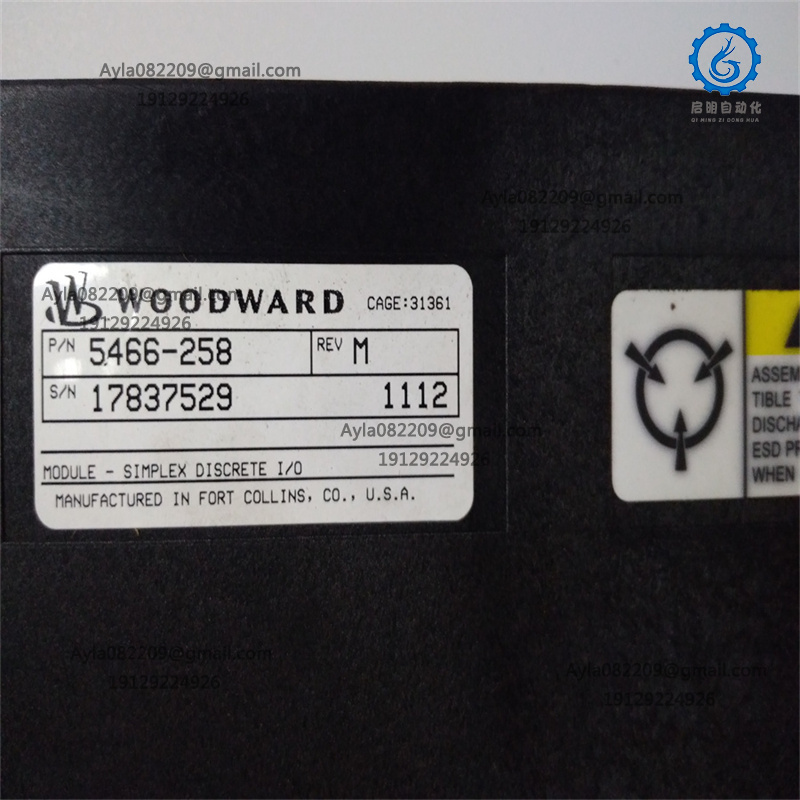 Ayla082209@gmail.com
19129224926
启明自动化
QI MING ZI DONG HUA
Ayla082209@gmail.com
19129224926
WOODWARD CAGE:31361
Ayla082209@gmail.com
19129224926
P/N 5466-258 REV M
S/N 17837529 1112
Ayla082209@gmail.com
19129224926
MODULE - SIMPLEX DISCRETE I/O
MANUFACTURED IN FORT COLLINS, CO., U.S.A.
ASSEM
TIBLE
DISCHA
ESD PR
WHEN
Ayla082209@gmail.com
19129224926
Ayla082209@gmail.com
19129224926